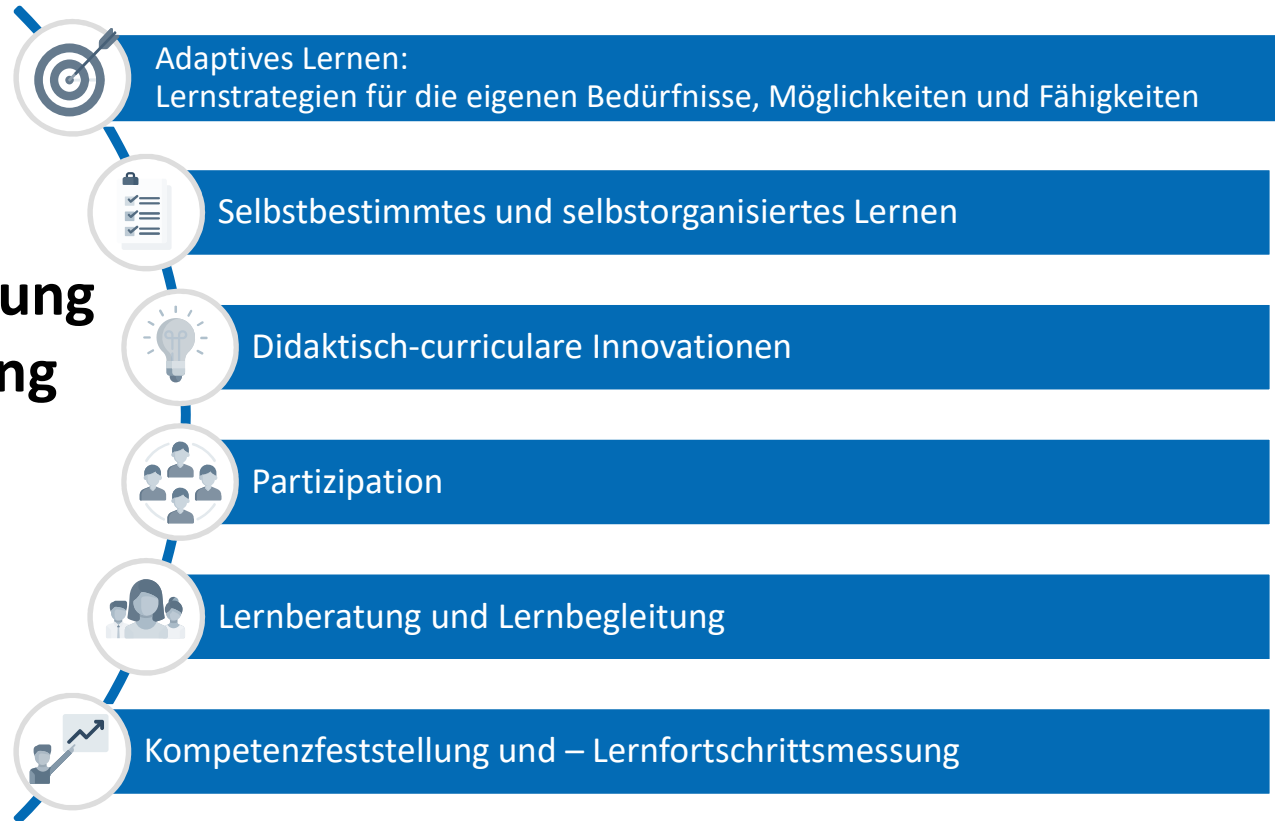 Adaptives Lernen:
Lernstrategien für die eigenen Bedürfnisse, Möglichkeiten und Fähigkeiten
Selbstbestimmtes und selbstorganisiertes Lernen
ung
ng
Didaktisch-curriculare Innovationen
Partizipation
Lernberatung und Lernbegleitung
Kompetenzfeststellung und – Lernfortschrittsmessung